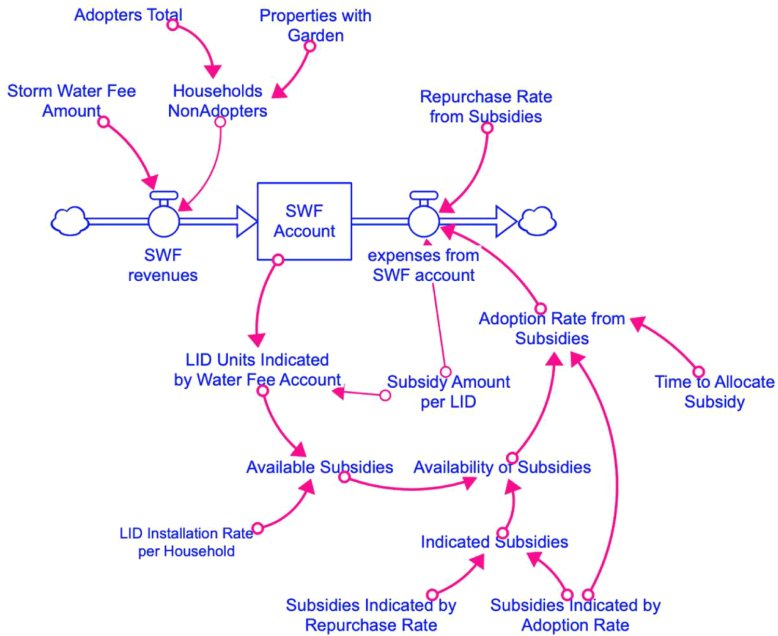 Adopters Total
Properties with
Garden
Storm Water Fee
Amount
Households
NonAdopters
Repurchase Rate
from Subsidies
SWF
Account
SWF
revenues
expenses from
SWF account
Adoption Rate from
Subsidies
LID Units Indicated
by Water Fee Account
Subsidy Amount
per LID
Time to Allocate
Subsidy
Available Subsidies
Availability of Subsidies
LID Installation Rate
per Household
Indicated Subsidies
Subsidies Indicated by
Repurchase Rate
Subsidies Indicated by
Adoption Rate